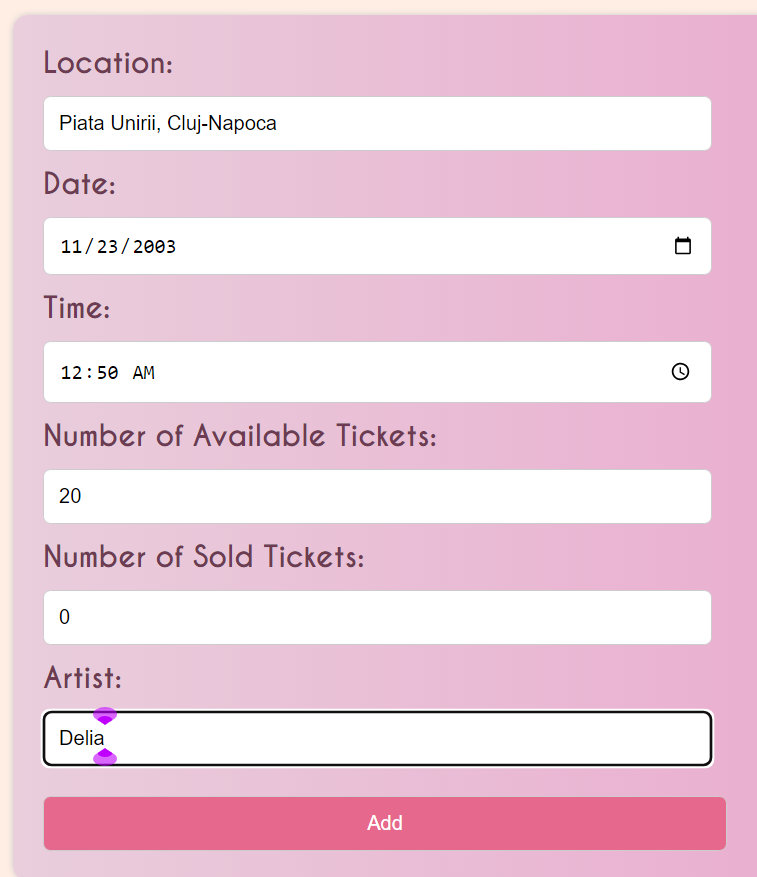 Location:
Piata Unirii, Cluj-Napoca
Date:
11/23/2003
Time:
12:50 AM
Number of Available Tickets:
20
Number of Sold Tickets:
0
Artist:
Delia
Add